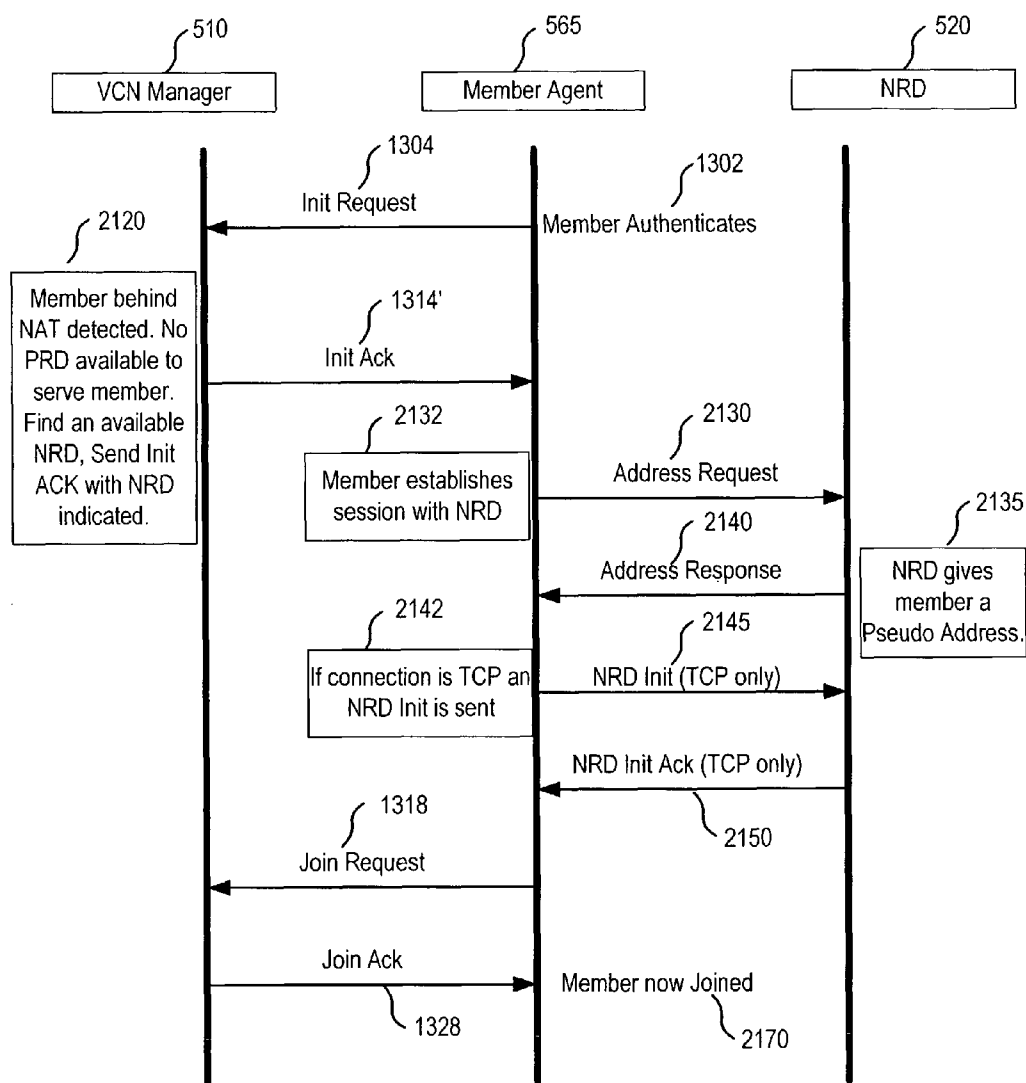 510
565
520
VCN Manager
Member Agent
NRD
1304
1302
Init Request
Member Authenticates
2120
Member behind
NAT detected. No
PRD available to
serve member.
Find an available
NRD, Send Init
ACK with NRD
indicated.
1314'
Init Ack
2132
Member establishes
session with NRD
2130
Address Request
2140
Address Response
2135
NRD gives
member a
Pseudo Address.
2142
If connection is TCP an
NRD Init is sent
2145
NRD Init (TCP only)
NRD Init Ack (TCP only)
2150
1318
Join Request
Join Ack
1328
Member now Joined
2170